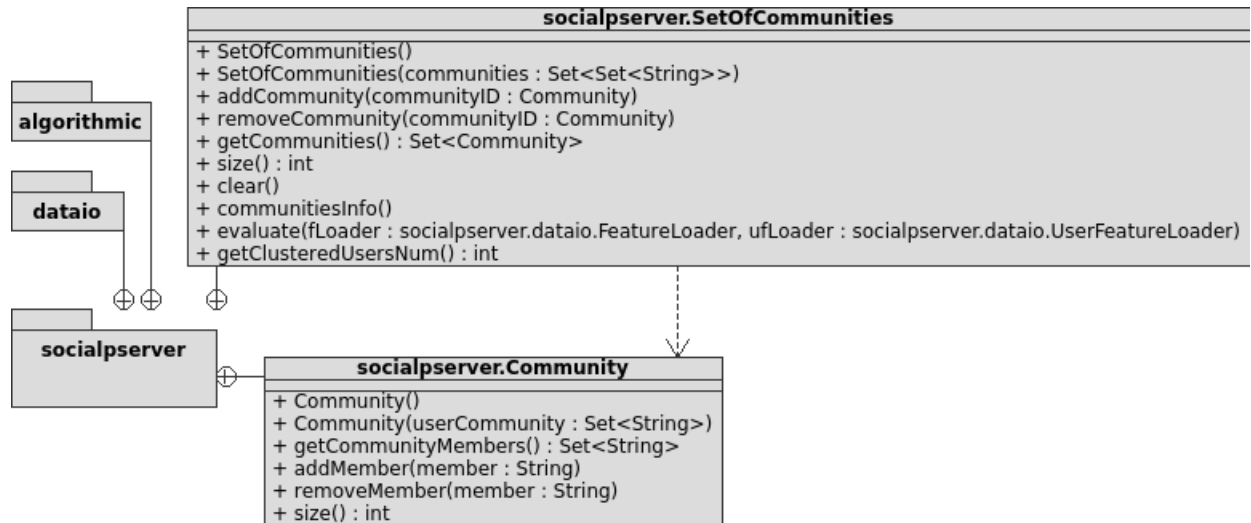 socialpserver.SetOfCommunities
+ SetOfCommunities()
+ SetOfCommunities(communities : Set<Set<String>>)
+ addCommunity(communityID : Community)
+ removeCommunity(communityID : Community)
+ getCommunities() : Set<Community>
+ size() : int
+ clear()
+ communitiesInfo()
+ evaluate(fLoader : socialpserver.dataio.FeatureLoader, ufLoader : socialpserver.dataio.UserFeatureLoader)
+ getClusteredUsersNum() : int
algorithmic
dataio
socialpserver
socialpserver.Community
+ Community()
+ Community(userCommunity : Set<String>)
+ getCommunityMembers() : Set<String>
+ addMember(member : String)
+ removeMember(member : String)
+ size() : int